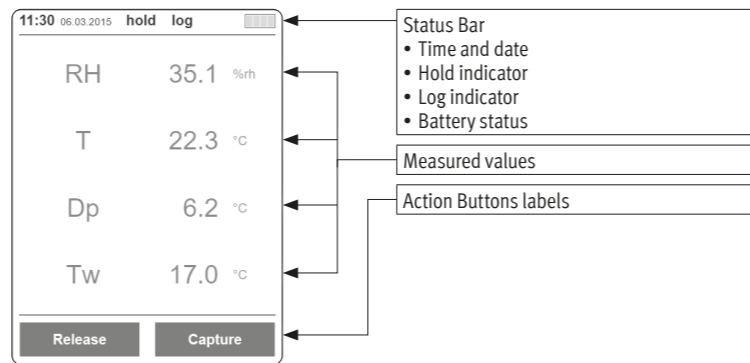 11:30 06.03.2015 hold log
RH 35.1 %rh
T 22.3 °C
Dp 6.2 °C
Tw 17.0 °C
Release Capture
Status Bar
• Time and date
• Hold indicator
• Log indicator
• Battery status
Measured values
Action Buttons labels